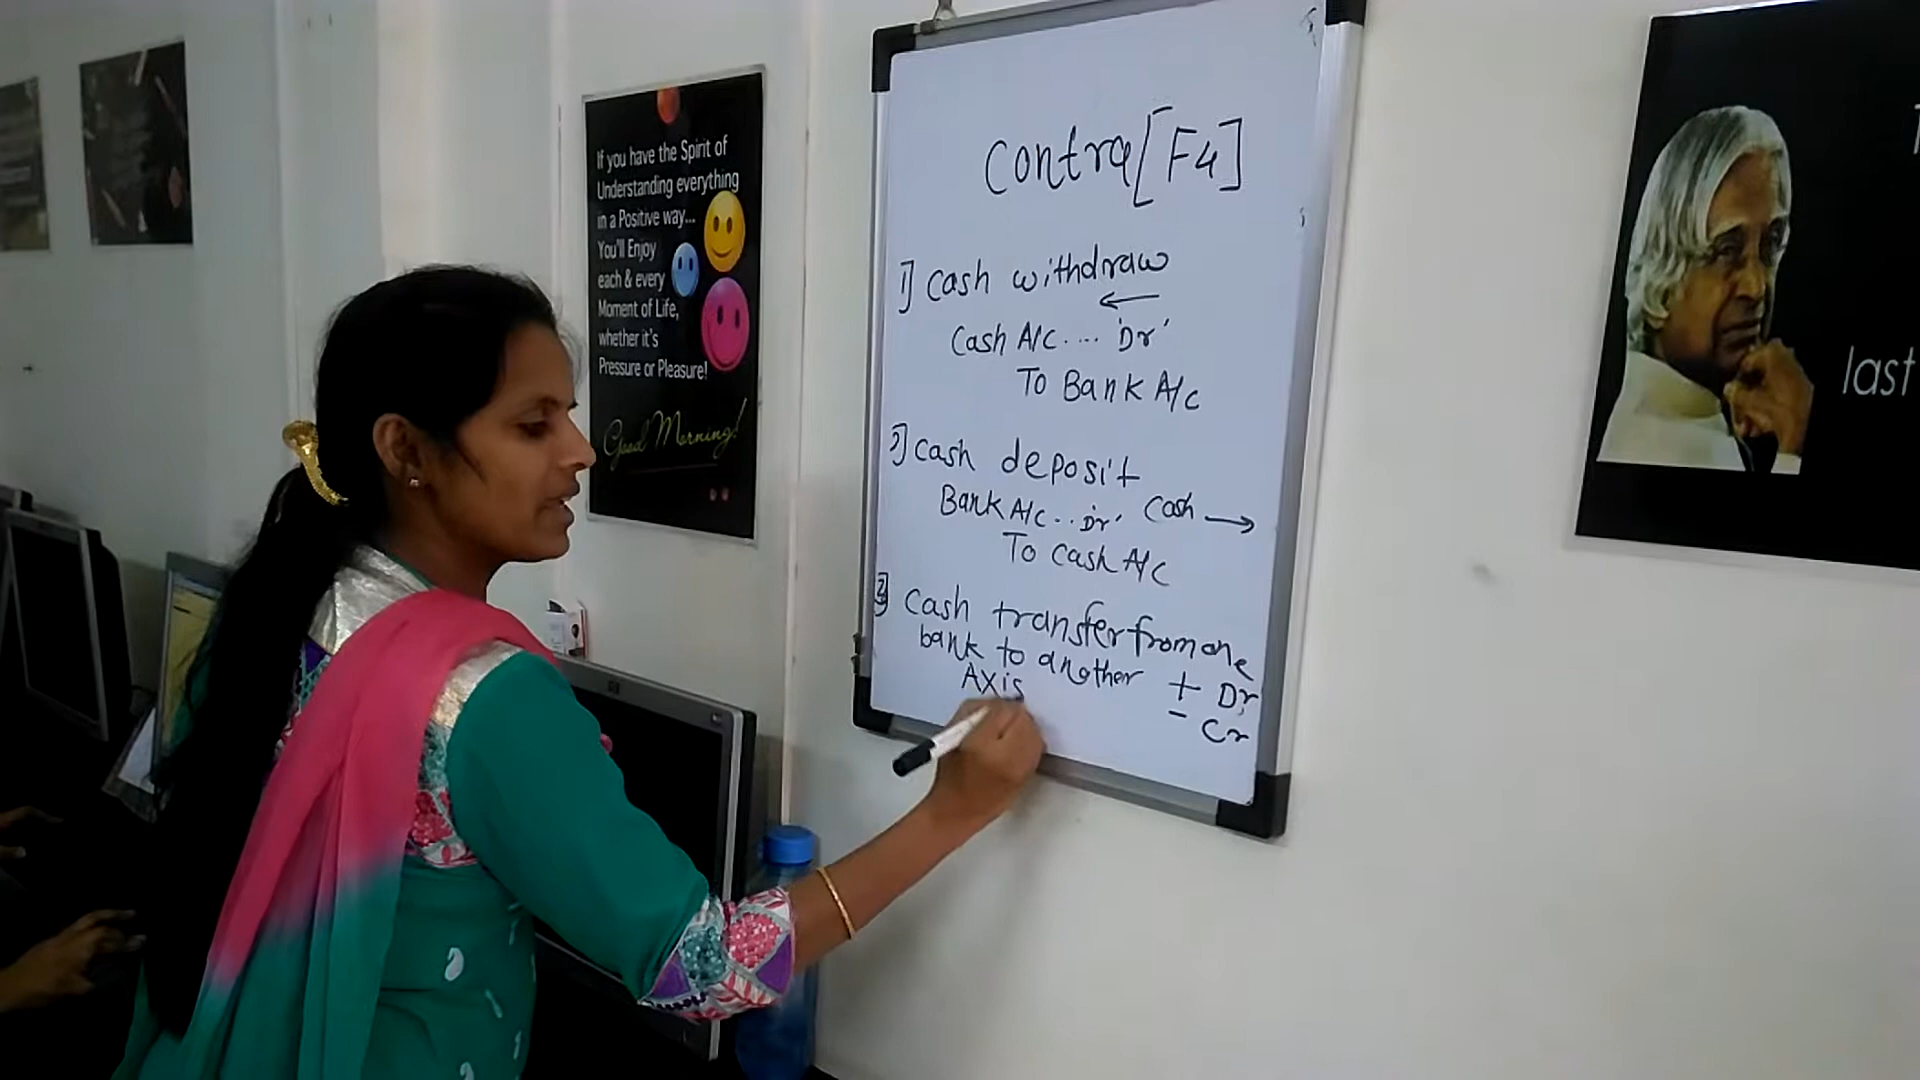 If you have the Spirit of
Understanding everything
in a Positive way...
You'll Enjoy
each & every
Moment of Life,
whether it's
Pressure or Pleasure!
Good Morning!
Contra [F4]
1] Cash withdraw
←
Cash A/c .... 'Dr'
To Bank A/c
2] Cash deposit
Bank A/c .. 'Dr' Cash →
To Cash A/c
3] Cash transfer from one
bank to another + Dr
Axis - Cr
last
hp